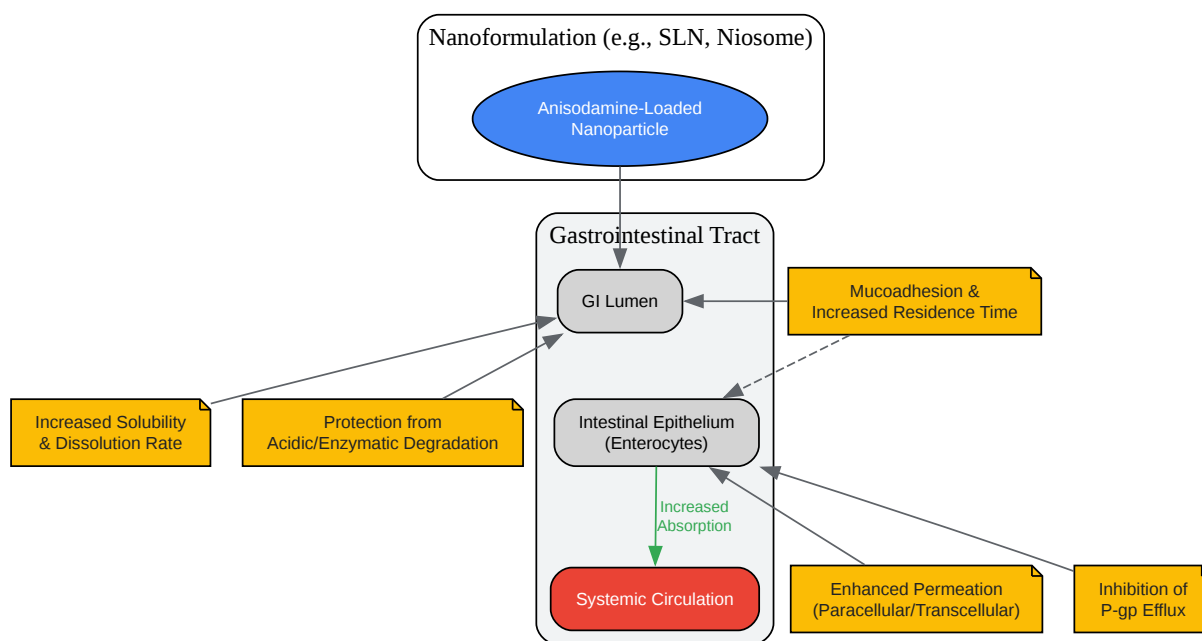 Nanoformulation (e.g., SLN, Niosome)
Anisodamine-Loaded
Nanoparticle
Gastrointestinal Tract
GI Lumen
Mucoadhesion &
Increased Residence Time
Increased Solubility
& Dissolution Rate
Protection from
Acidic/Enzymatic Degradation
Intestinal Epithelium
(Enterocytes)
Increased
Absorption
Systemic Circulation
Enhanced Permeation
(Paracellular/Transcellular)
Inhibition of
P-gp Efflux